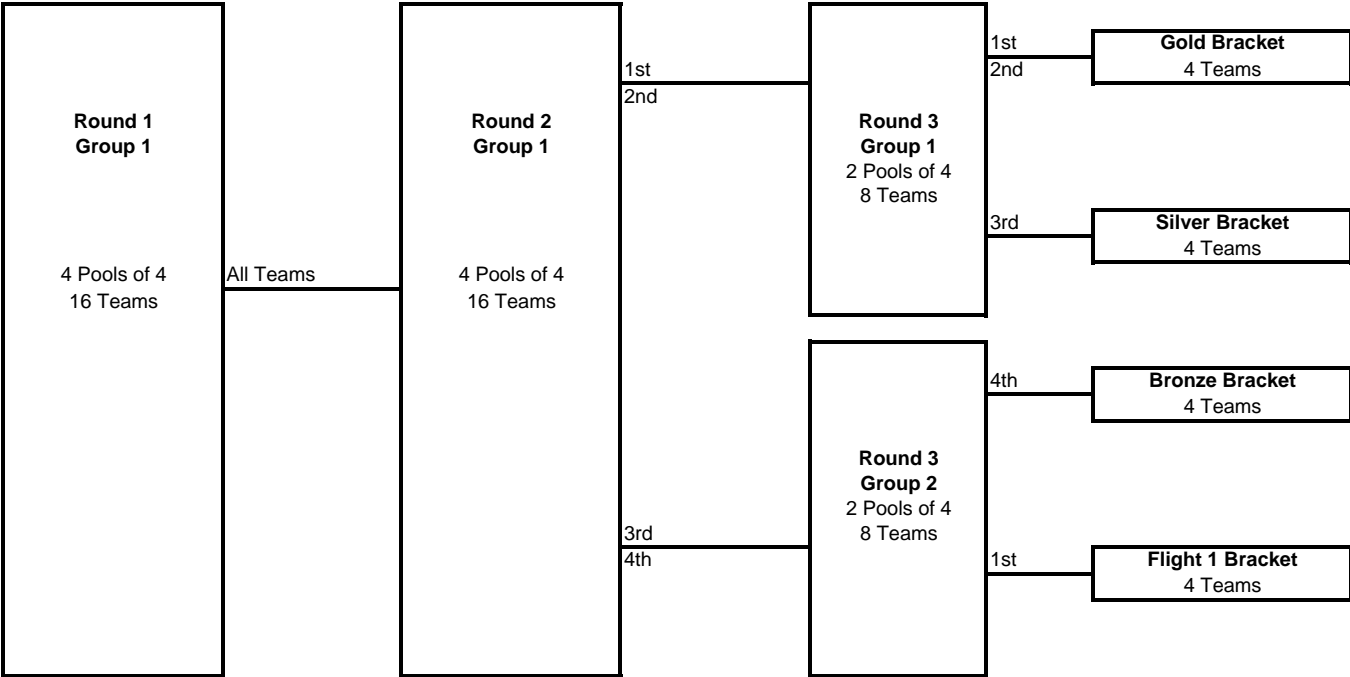 Round 1
Group 1
4 Pools of 4
16 Teams
All Teams
Round 2
Group 1
4 Pools of 4
16 Teams
1st
2nd
3rd
4th
Round 3
Group 1
2 Pools of 4
8 Teams
1st
2nd
3rd
Round 3
Group 2
2 Pools of 4
8 Teams
4th
1st
Gold Bracket
4 Teams
Silver Bracket
4 Teams
Bronze Bracket
4 Teams
Flight 1 Bracket
4 Teams